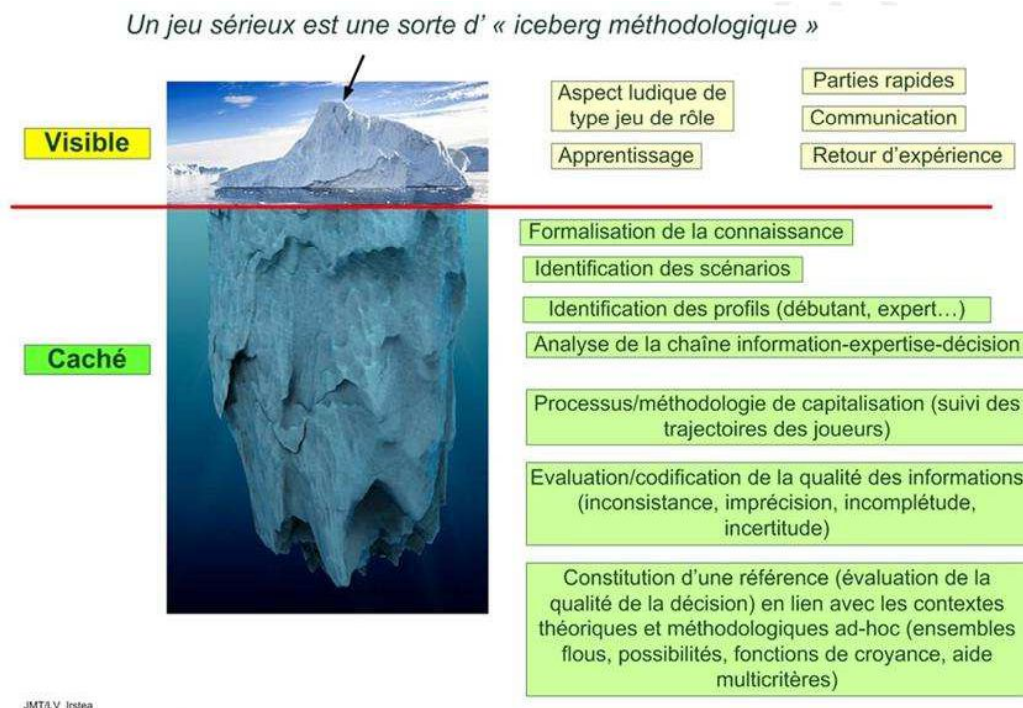 Un jeu sérieux est une sorte d' « iceberg méthodologique »
Visible
Aspect ludique de
type jeu de rôle
Apprentissage
Parties rapides
Communication
Retour d'expérience
Caché
Formalisation de la connaissance
Identification des scénarios
Identification des profils (débutant, expert…)
Analyse de la chaîne information-expertise-décision
Processus/méthodologie de capitalisation (suivi des
trajectoires des joueurs)
Evaluation/codification de la qualité des informations
(inconsistance, imprécision, incomplétude,
incertitude)
Constitution d'une référence (évaluation de la
qualité de la décision) en lien avec les contextes
théoriques et méthodologiques ad-hoc (ensembles
flous, possibilités, fonctions de croyance, aide
multicritères)
JMT/LV Irstea